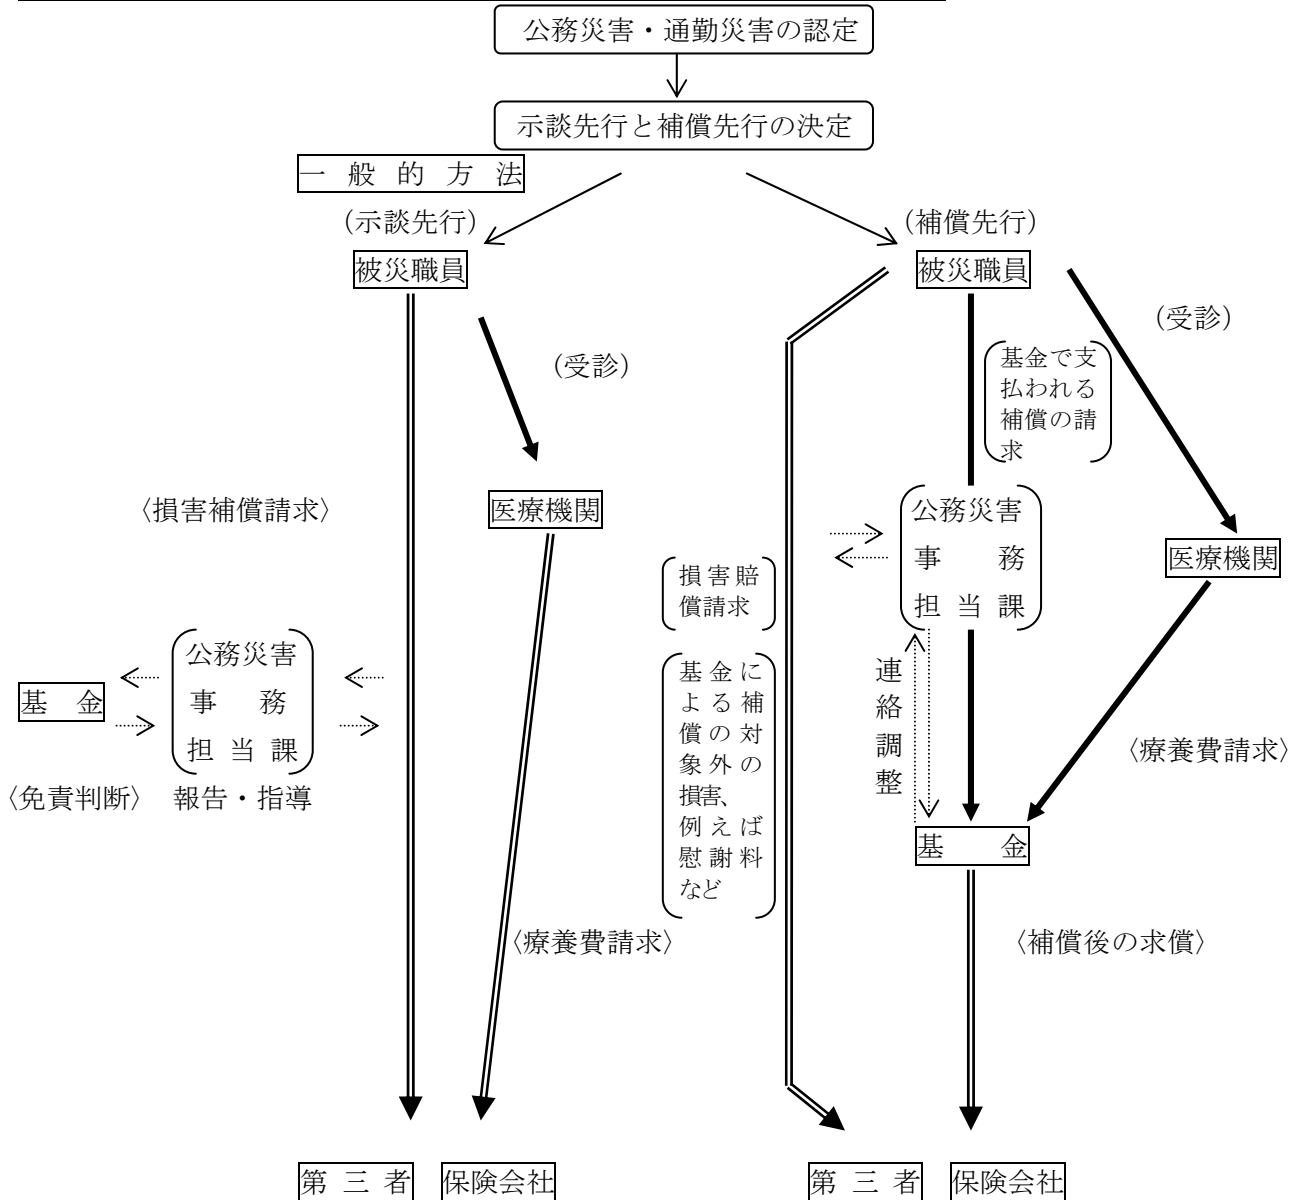 公務災害・通勤災害の認定
示談先行と補償先行の決定
一般的方法
（示談先行）
被災職員
（受診）
〈損害補償請求〉
医療機関
基金
公務災害
事務
担当課
〈免責判断〉 報告・指導
〈療養費請求〉
第三者 保険会社
（補償先行）
被災職員
（受診）
基金で支
払われる
補償の請
求
公務災害
事務
担当課
医療機関
損害賠
償請求
基金に
よる補
償の対
象外の
損害、
例えば
慰謝料
など
連絡調整
〈療養費請求〉
基金
〈補償後の求償〉
第三者 保険会社